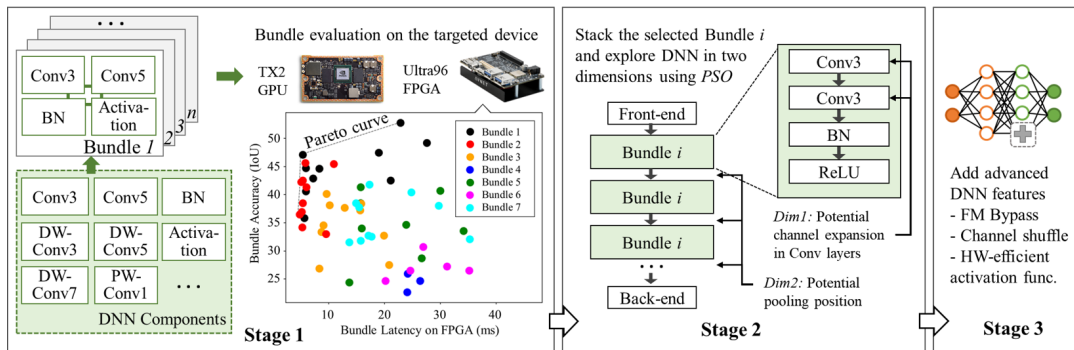 • • •
Conv3
Conv5
BN
Activa-
tion
Bundle 1
2
3
n
Conv3
Conv5
BN
DW-
Conv3
DW-
Conv5
Activation
DW-
Conv7
PW-
Conv1
• • •
DNN Components
Bundle evaluation on the targeted device
TX2
GPU
Ultra96
FPGA
Pareto curve
Bundle 1
Bundle 2
Bundle 3
Bundle 4
Bundle 5
Bundle 6
Bundle 7
Bundle Accuracy (IoU)
50
45
40
35
30
25
10
20
30
40
Bundle Latency on FPGA (ms)
Stage 1
Stack the selected Bundle i
and explore DNN in two
dimensions using PSO
Front-end
Bundle i
Bundle i
Bundle i
• • •
Back-end
Conv3
Conv3
BN
ReLU
Dim1: Potential
channel expansion
in Conv layers
Dim2: Potential
pooling position
Stage 2
Add advanced
DNN features
- FM Bypass
- Channel shuffle
- HW-efficient
activation func.
Stage 3